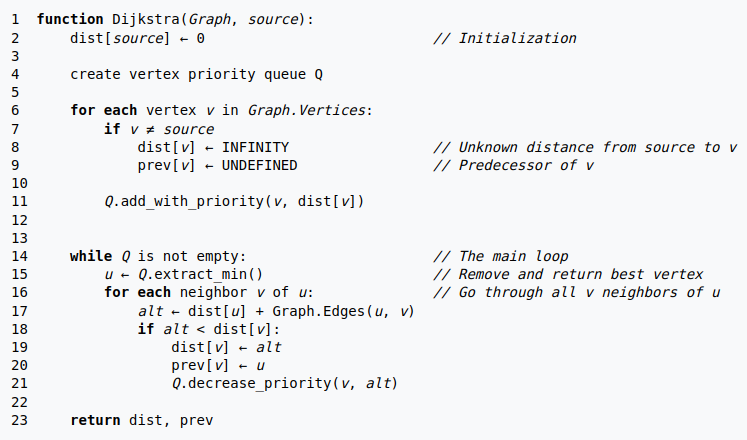 1 function Dijkstra(Graph, source):
2     dist[source] ← 0                           // Initialization
3
4     create vertex priority queue Q
5
6     for each vertex v in Graph.Vertices:
7         if v ≠ source
8             dist[v] ← INFINITY                 // Unknown distance from source to v
9             prev[v] ← UNDEFINED                // Predecessor of v
10
11        Q.add_with_priority(v, dist[v])
12
13
14    while Q is not empty:                      // The main loop
15        u ← Q.extract_min()                    // Remove and return best vertex
16        for each neighbor v of u:              // Go through all v neighbors of u
17            alt ← dist[u] + Graph.Edges(u, v)
18            if alt < dist[v]:
19                dist[v] ← alt
20                prev[v] ← u
21                Q.decrease_priority(v, alt)
22
23    return dist, prev